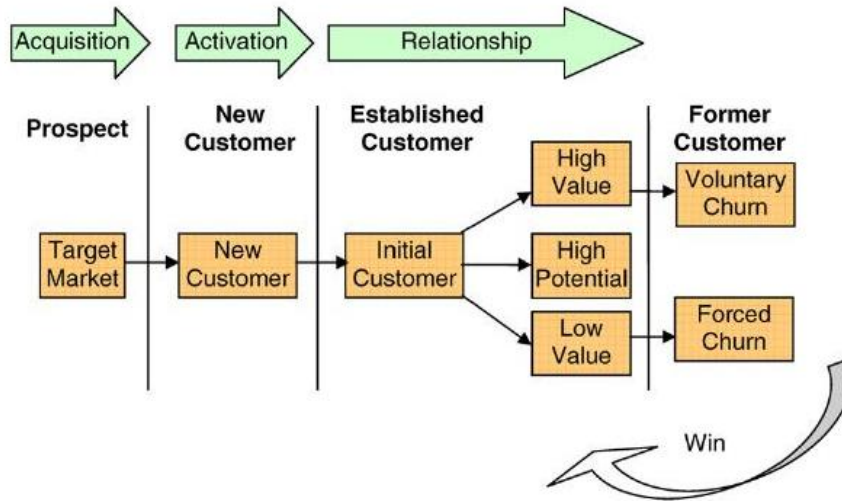 Acquisition
Activation
Relationship
Prospect
New
Customer
Established
Customer
Former
Customer
Target
Market
New
Customer
Initial
Customer
High
Value
High
Potential
Low
Value
Voluntary
Churn
Forced
Churn
Win